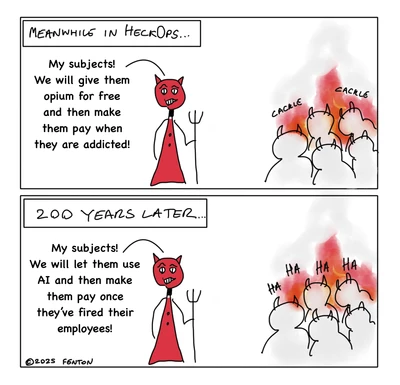 MEANWHILE IN HECKOPS...
My subjects!
We will give them
opium for free
and then make
them pay when
they are addicted!
CACKLE
CACKLE
200 YEARS LATER...
My subjects!
We will let them use
AI and then make
them pay once
they've fired their
employees!
HA
HA
HA
HA
©2025 FENTON